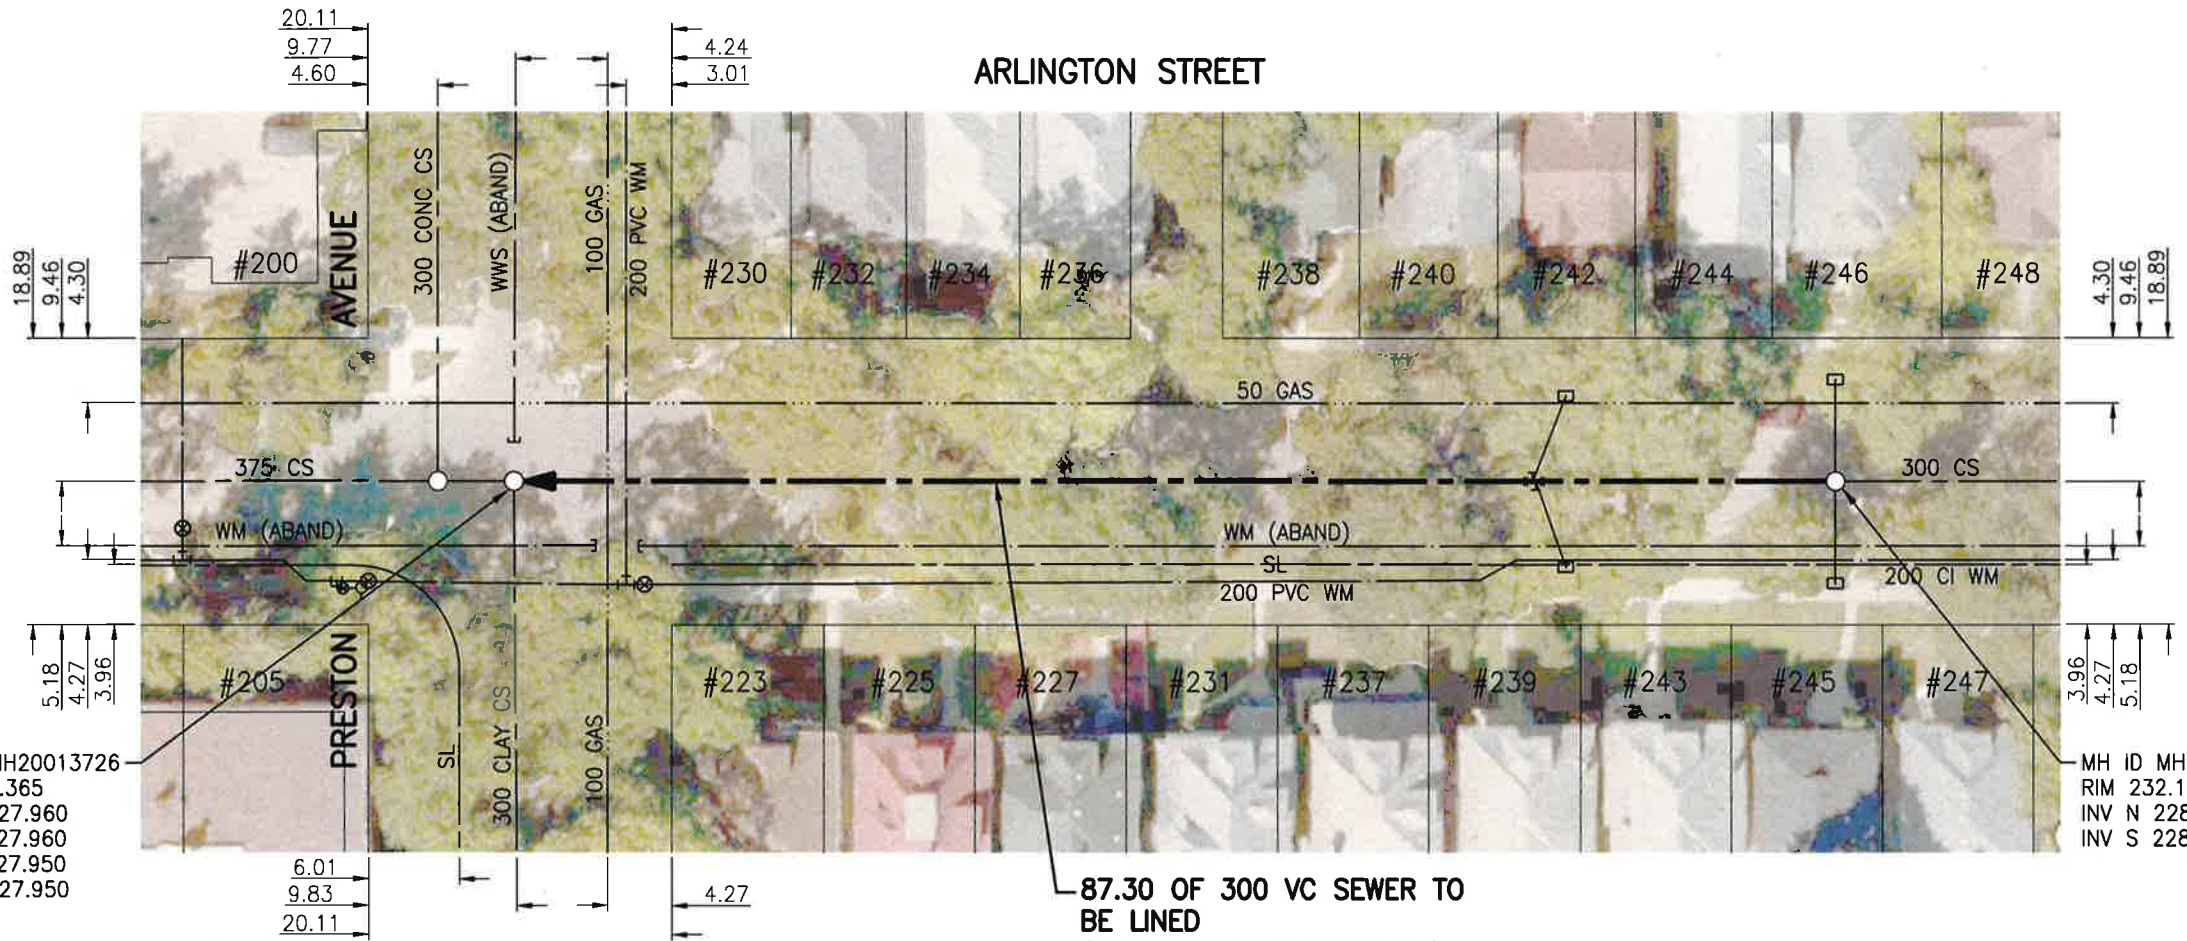 20.11
9.77
4.60
4.24
3.01
ARLINGTON STREET
300 CONC CS
WWS (ABAND)
100 GAS
200 PVC WM
AVENUE
#200
#230
#232
#234
#236
#238
#240
#242
#244
#246
#248
18.89
9.46
4.30
4.30
9.46
18.89
50 GAS
375 CS
300 CS
WM (ABAND)
WM (ABAND)
SL
200 PVC WM
200 CI WM
5.18
4.27
3.96
3.96
4.27
5.18
#205
PRESTON
SL
300 CLAY CS
100 GAS
#223
#225
#227
#231
#237
#239
#243
#245
#247
MH20013726
.365
27.960
27.960
27.950
27.950
MH ID MH
RIM 232.1
INV N 228
INV S 228
6.01
9.83
20.11
4.27
87.30 OF 300 VC SEWER TO
BE LINED